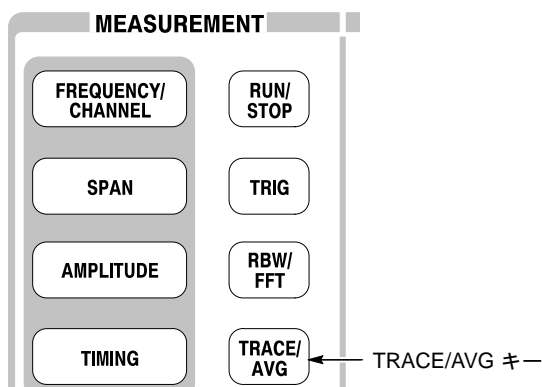 MEASUREMENT
FREQUENCY/
CHANNEL
RUN/
STOP
SPAN
TRIG
AMPLITUDE
RBW/
FFT
TIMING
TRACE/
AVG
TRACE/AVG キー